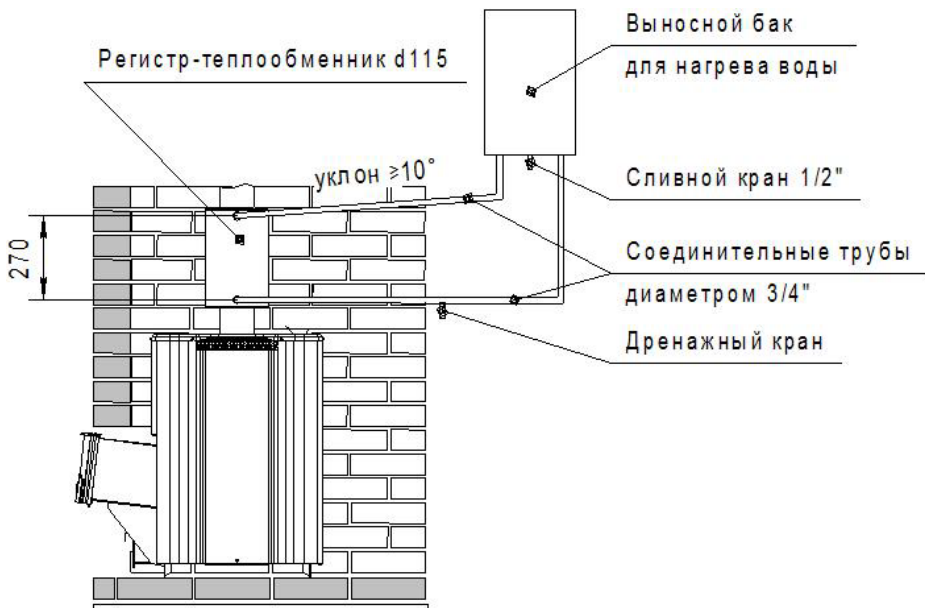 Выносной бак
для нагрева воды
Регистр-теплообменник d115
уклон ≥10°
Сливной кран 1/2"
270
Соединительные трубы
диаметром 3/4"
Дренажный кран